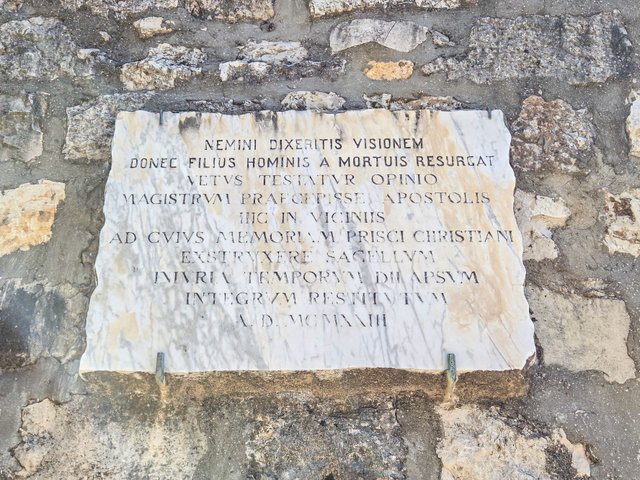 NEMINI DIXERITIS VISIONEM
DONEC FILIUS HOMINIS A MORTUIS RESURGAT
VETVS TESTATVR OPINIO
MAGISTRVM PRAECEPISSE APOSTOLIS
HIC IN VICINIIS
AD CVIVS MEMORIAM PRISCI CHRISTIANI
EXSTRVXERE SACELLVM
INIVRIA TEMPORVM DILAPSVM
INTEGRVM RESTITVTVM
A. D. MCMXXIII